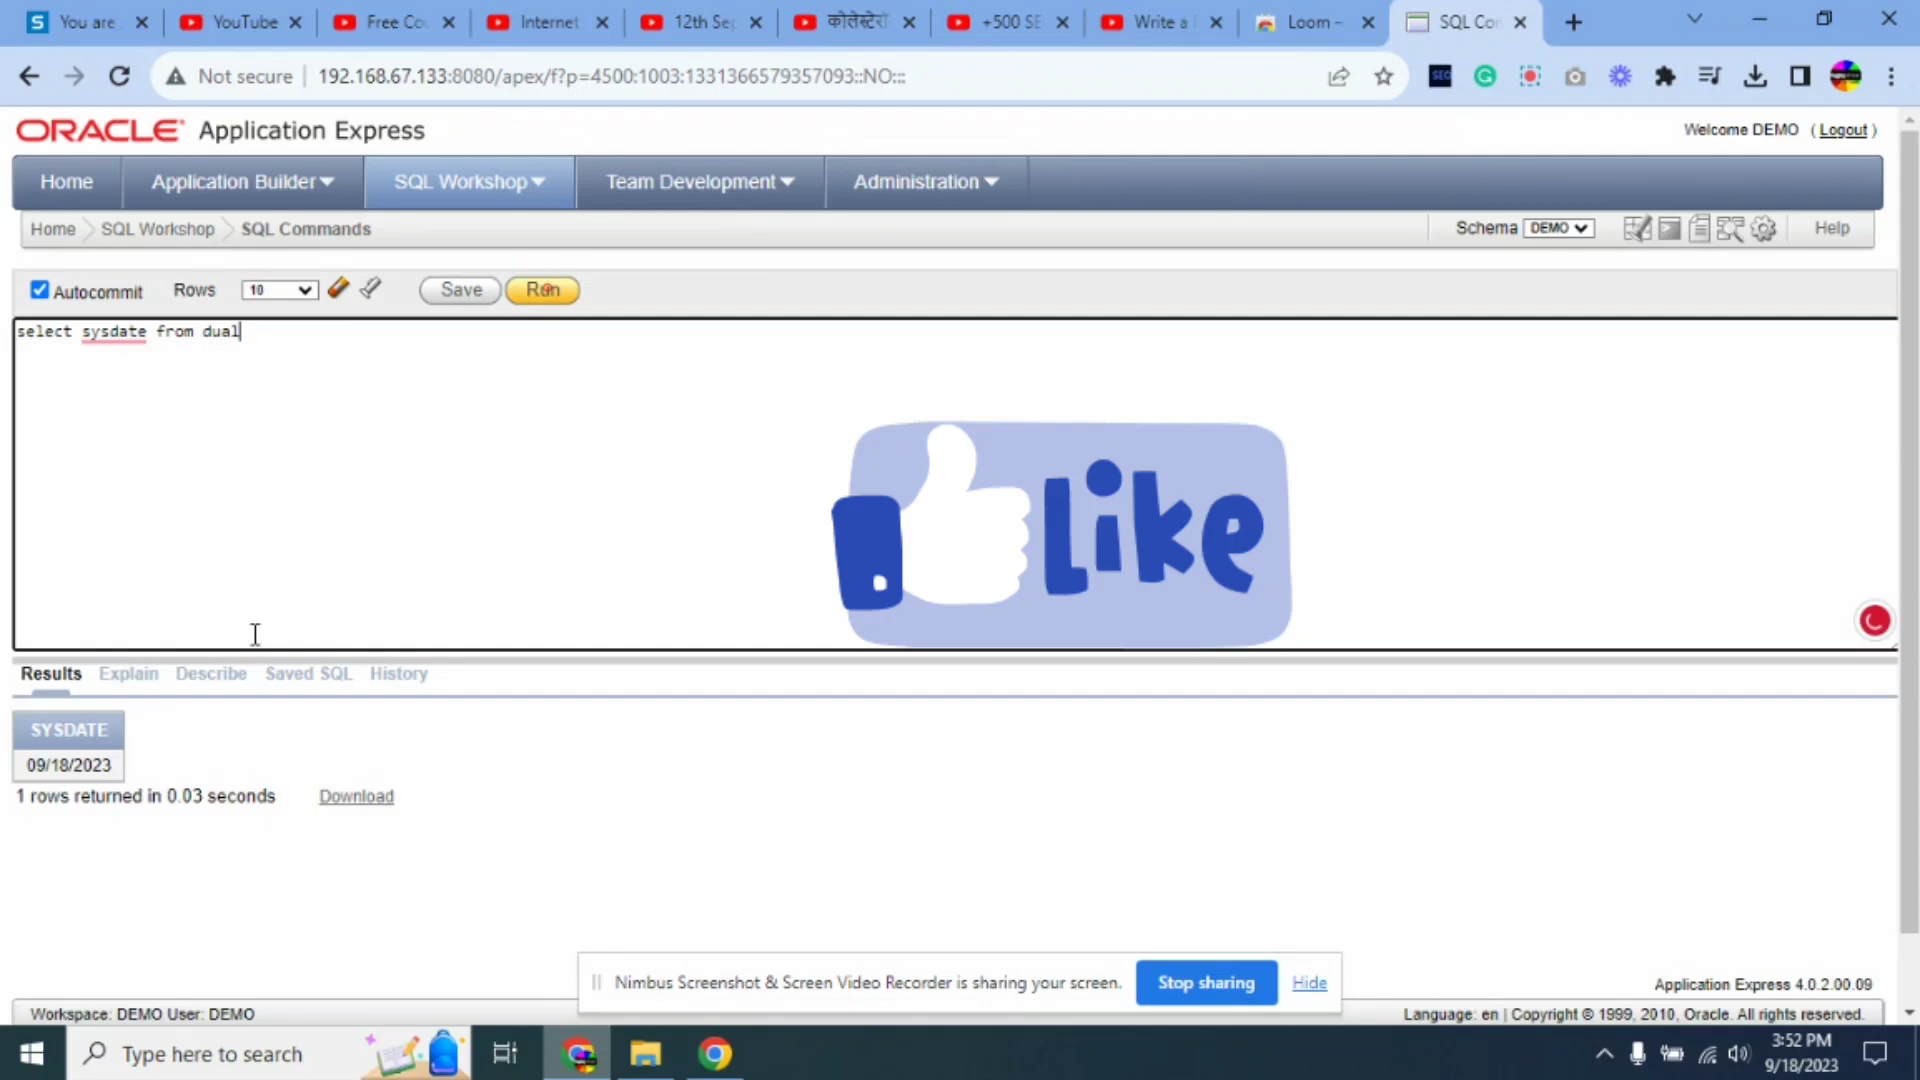 You are
YouTube
Free Co
Internet
12th Se
कोलेस्टेरॉ
+500 SE
Write a
Loom –
SQL Co
Not secure
192.168.67.133:8080/apex/f?p=4500:1003:1331366579357093::NO:::
SEO
ORACLE Application Express
Welcome DEMO ( Logout )
Home
Application Builder
SQL Workshop
Team Development
Administration
Home
SQL Workshop
SQL Commands
Schema DEMO
Help
Autocommit
Rows 10
Save
Run
select sysdate from dual
Like
Results
Explain
Describe
Saved SQL
History
SYSDATE
09/18/2023
1 rows returned in 0.03 seconds
Download
Nimbus Screenshot & Screen Video Recorder is sharing your screen.
Stop sharing
Hide
Application Express 4.0.2.00.09
Workspace: DEMO User: DEMO
Language: en | Copyright © 1999, 2010, Oracle. All rights reserved.
Type here to search
3:52 PM
9/18/2023